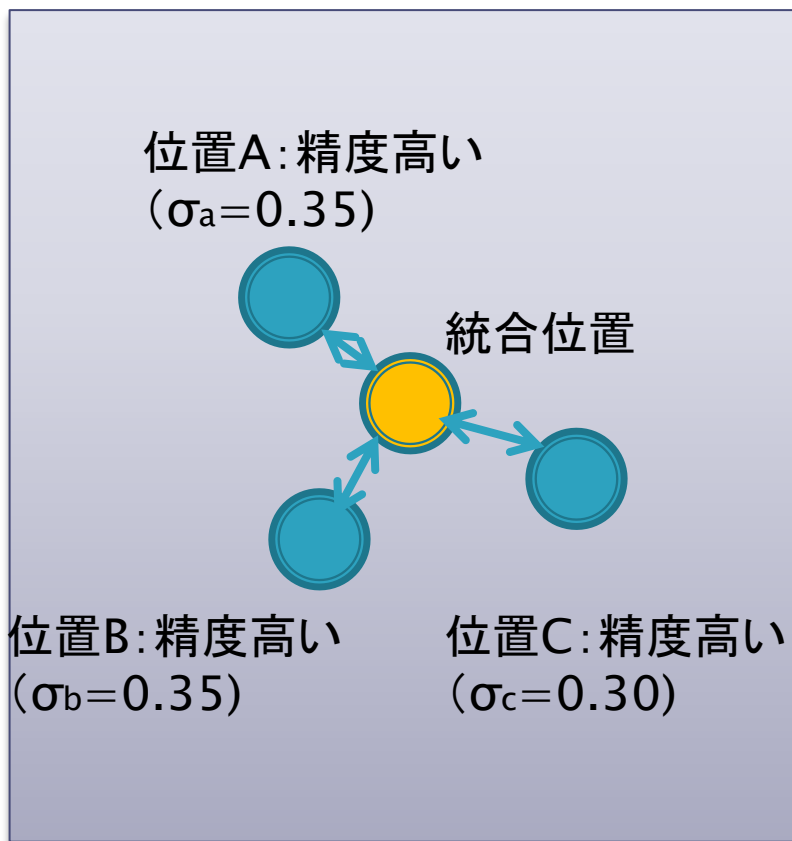 位置A：精度高い
（σa＝0.35)
統合位置
位置B：精度高い
（σb＝0.35)
位置C：精度高い
（σc＝0.30)